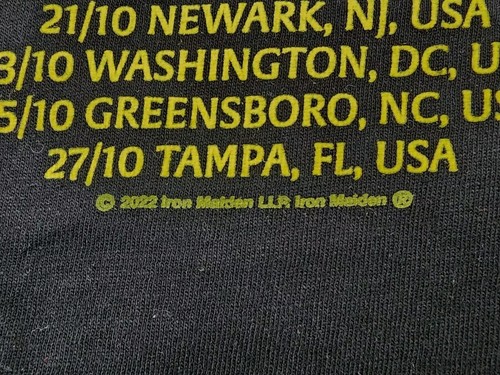 21/10 NEWARK, NJ, USA
3/10 WASHINGTON, DC, U
5/10 GREENSBORO, NC, US
27/10 TAMPA, FL, USA
© 2022 Iron Maiden LLP. Iron Maiden ®